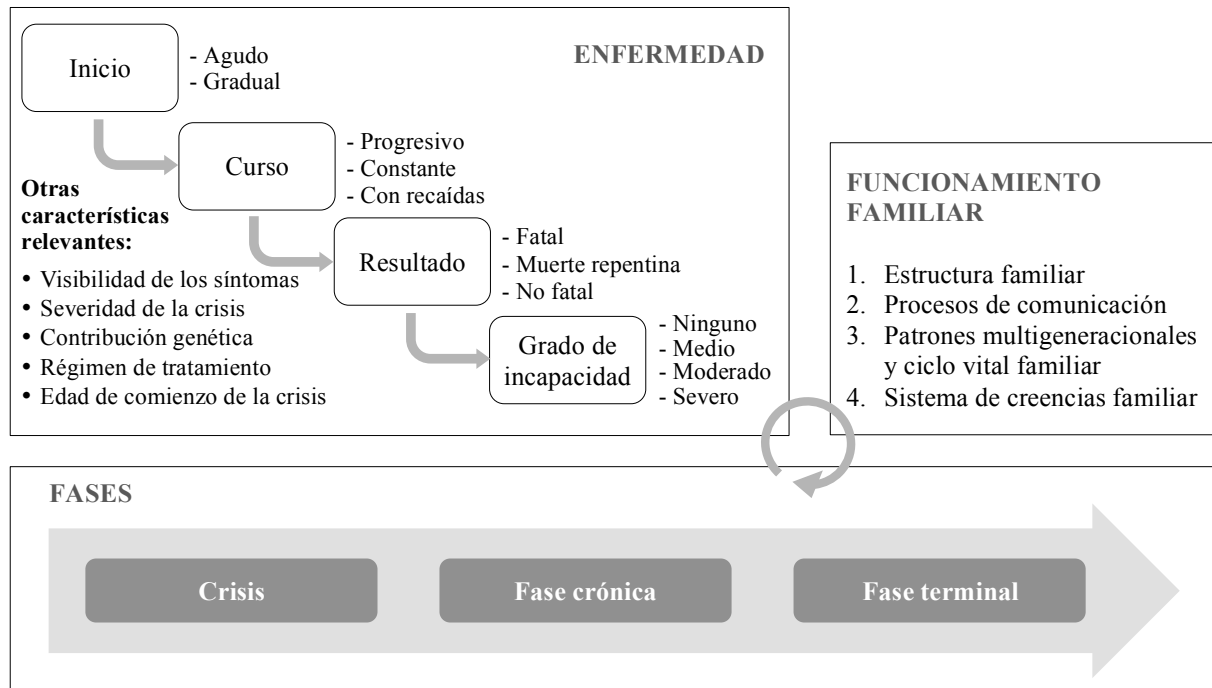 ENFERMEDAD
Inicio
- Agudo
- Gradual
Curso
- Progresivo
- Constante
- Con recaídas
Resultado
- Fatal
- Muerte repentina
- No fatal
Grado de
incapacidad
- Ninguno
- Medio
- Moderado
- Severo
Otras
características
relevantes:
• Visibilidad de los síntomas
• Severidad de la crisis
• Contribución genética
• Régimen de tratamiento
• Edad de comienzo de la crisis
FUNCIONAMIENTO
FAMILIAR
1. Estructura familiar
2. Procesos de comunicación
3. Patrones multigeneracionales
y ciclo vital familiar
4. Sistema de creencias familiar
FASES
Crisis
Fase crónica
Fase terminal